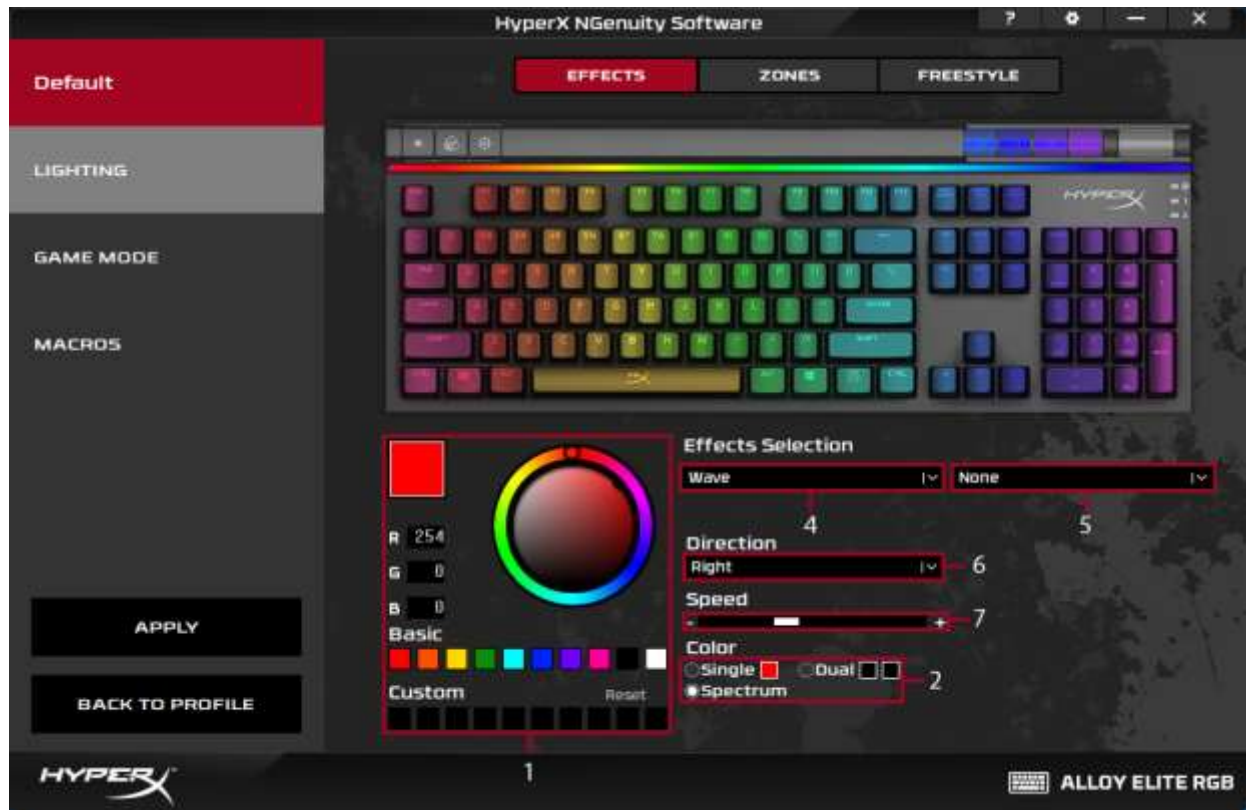 HyperX NGenuity Software
?
Default
EFFECTS ZONES FREESTYLE
LIGHTING
GAME MODE
MACROS
HYPERX
Effects Selection
Wave None
4 5
R 254
G 0
B 0
Direction
Right 6
Speed
- + 7
Basic
Color
Single Dual 2
Spectrum
Custom Reset
1
APPLY
BACK TO PROFILE
HYPERX
ALLOY ELITE RGB